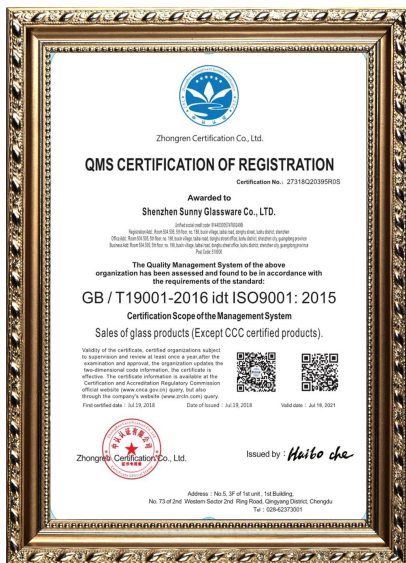 Zhongren Certification Co., Ltd.
QMS CERTIFICATION OF REGISTRATION
Certification No.: 27318Q20395R0S
Awarded to
Shenzhen Sunny Glassware Co., LTD.
The Quality Management System of the above
organization has been assessed and found to be in accordance with
the requirements of the standard:
GB / T19001-2016 idt ISO9001: 2015
Certification Scope of the Management System
Sales of glass products (Except CCC certified products).
Validity of the certificate, certified organizations subject
to supervision and review at least once a year.after the
examination and approval, the organization updates the
two-dimensional code information, the certificate is
effective. The certificate information is available at the
Certification and Accreditation Regulatory Commission
official website (www.cnca.gov.cn) query, but also
through the company's website (www.zrcln.com) query.
First certified date : Jul.19, 2018
Date of Issued : Jul.19, 2018
Valid date : Jul.18, 2021
Zhongren Certification Co., Ltd.
Issued by : Haibo che
Address : No.5, 3F of 1st unit , 1st Building,
No. 73 of 2nd Western Sector 2nd Ring Road, Qingyang District, Chengdu
Tel : 028-62373001